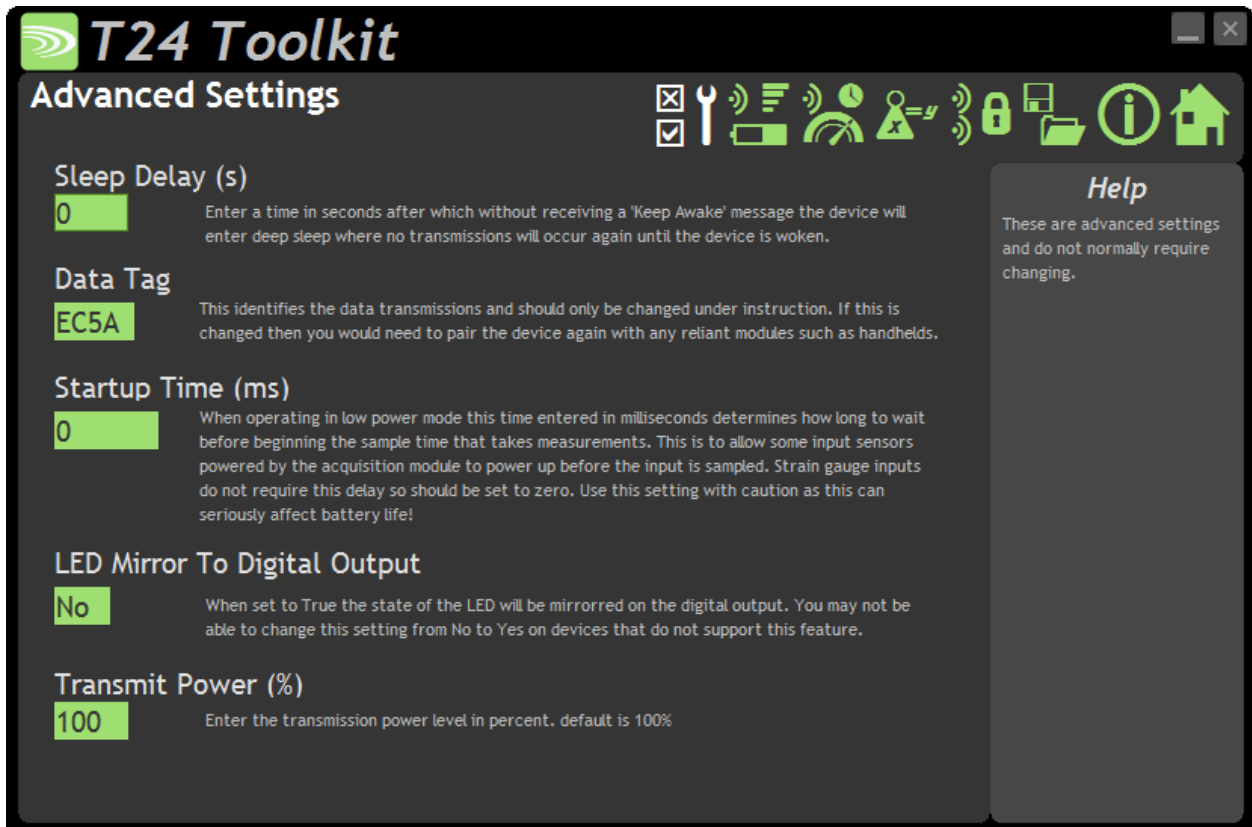 T24 Toolkit
Advanced Settings
x=y
Sleep Delay (s)
0
Enter a time in seconds after which without receiving a 'Keep Awake' message the device will
enter deep sleep where no transmissions will occur again until the device is woken.
Data Tag
EC5A
This identifies the data transmissions and should only be changed under instruction. If this is
changed then you would need to pair the device again with any reliant modules such as handhelds.
Startup Time (ms)
0
When operating in low power mode this time entered in milliseconds determines how long to wait
before beginning the sample time that takes measurements. This is to allow some input sensors
powered by the acquisition module to power up before the input is sampled. Strain gauge inputs
do not require this delay so should be set to zero. Use this setting with caution as this can
seriously affect battery life!
LED Mirror To Digital Output
No
When set to True the state of the LED will be mirrorred on the digital output. You may not be
able to change this setting from No to Yes on devices that do not support this feature.
Transmit Power (%)
100
Enter the transmission power level in percent. default is 100%
Help
These are advanced settings
and do not normally require
changing.